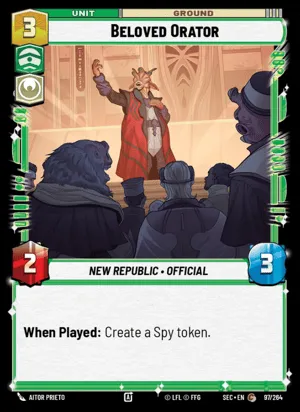 UNIT
GROUND
3
Beloved Orator
2
3
NEW REPUBLIC • OFFICIAL
When Played: Create a Spy token.
AITOR PRIETO
© LFL © FFG
SEC • EN
97/264